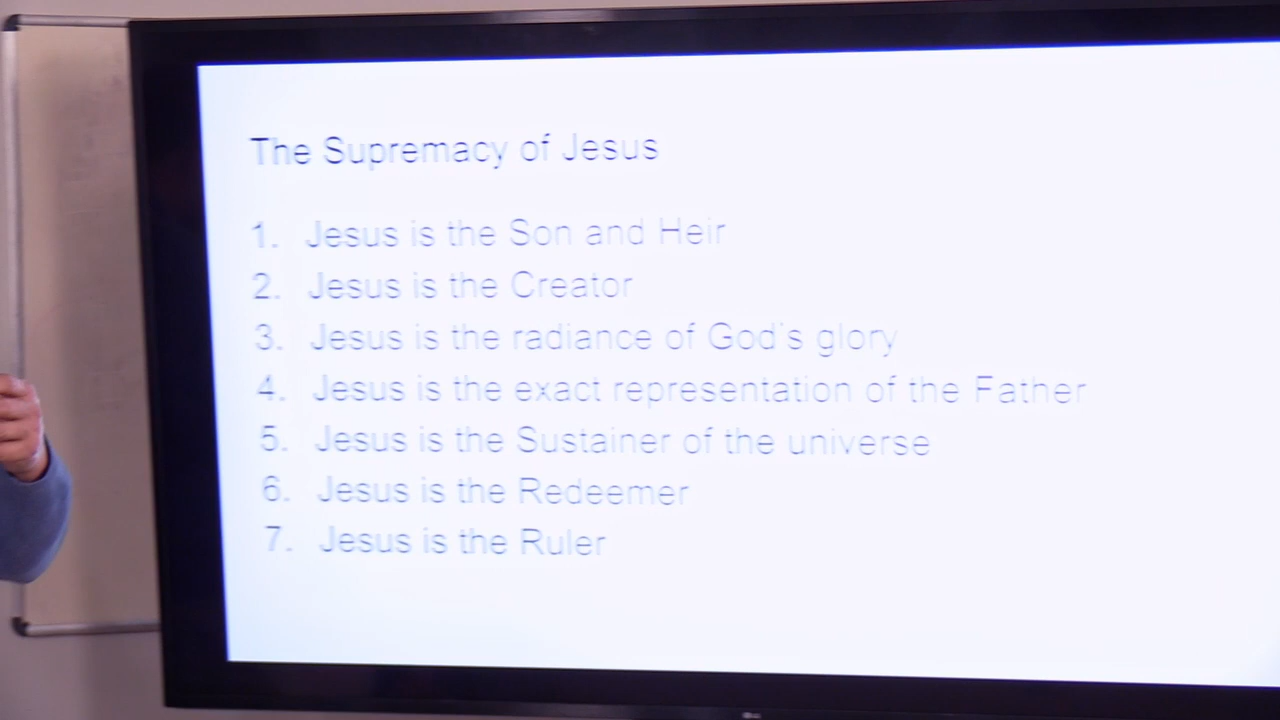 The Supremacy of Jesus
1. Jesus is the Son and Heir
2. Jesus is the Creator
3. Jesus is the radiance of God's glory
4. Jesus is the exact representation of the Father
5. Jesus is the Sustainer of the universe
6. Jesus is the Redeemer
7. Jesus is the Ruler